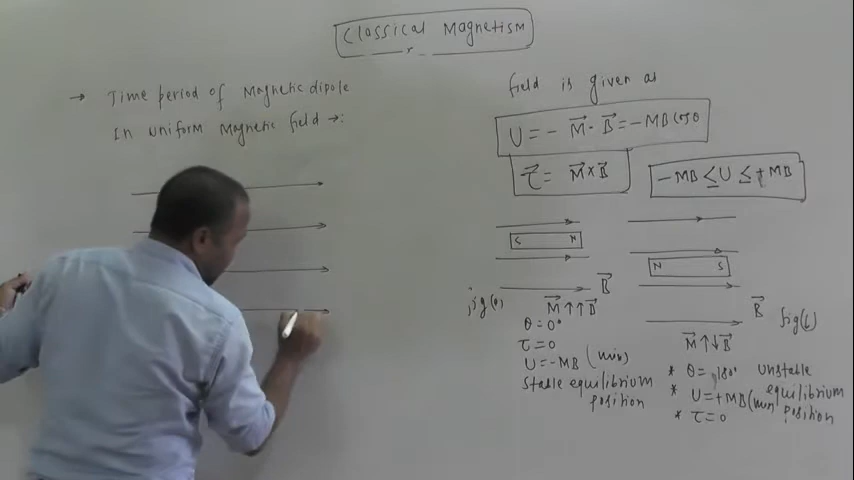 Classical Magnetism
→ Time period of Magnetic dipole
In uniform Magnetic field →:
field is given as
U = - M⃗ · B⃗ = - MB Cosθ
τ⃗ = M⃗ × B⃗
-MB ≤ U ≤ +MB
S N
B⃗
fig(a)
M⃗ ↑↑ B⃗
θ = 0°
τ = 0
U = -MB (min)
Stable equilibrium
position
N S
B⃗
fig(b)
M⃗ ↑↓ B⃗
* θ = 180° unstable
equilibrium
* U = +MB (min
position
* τ = 0